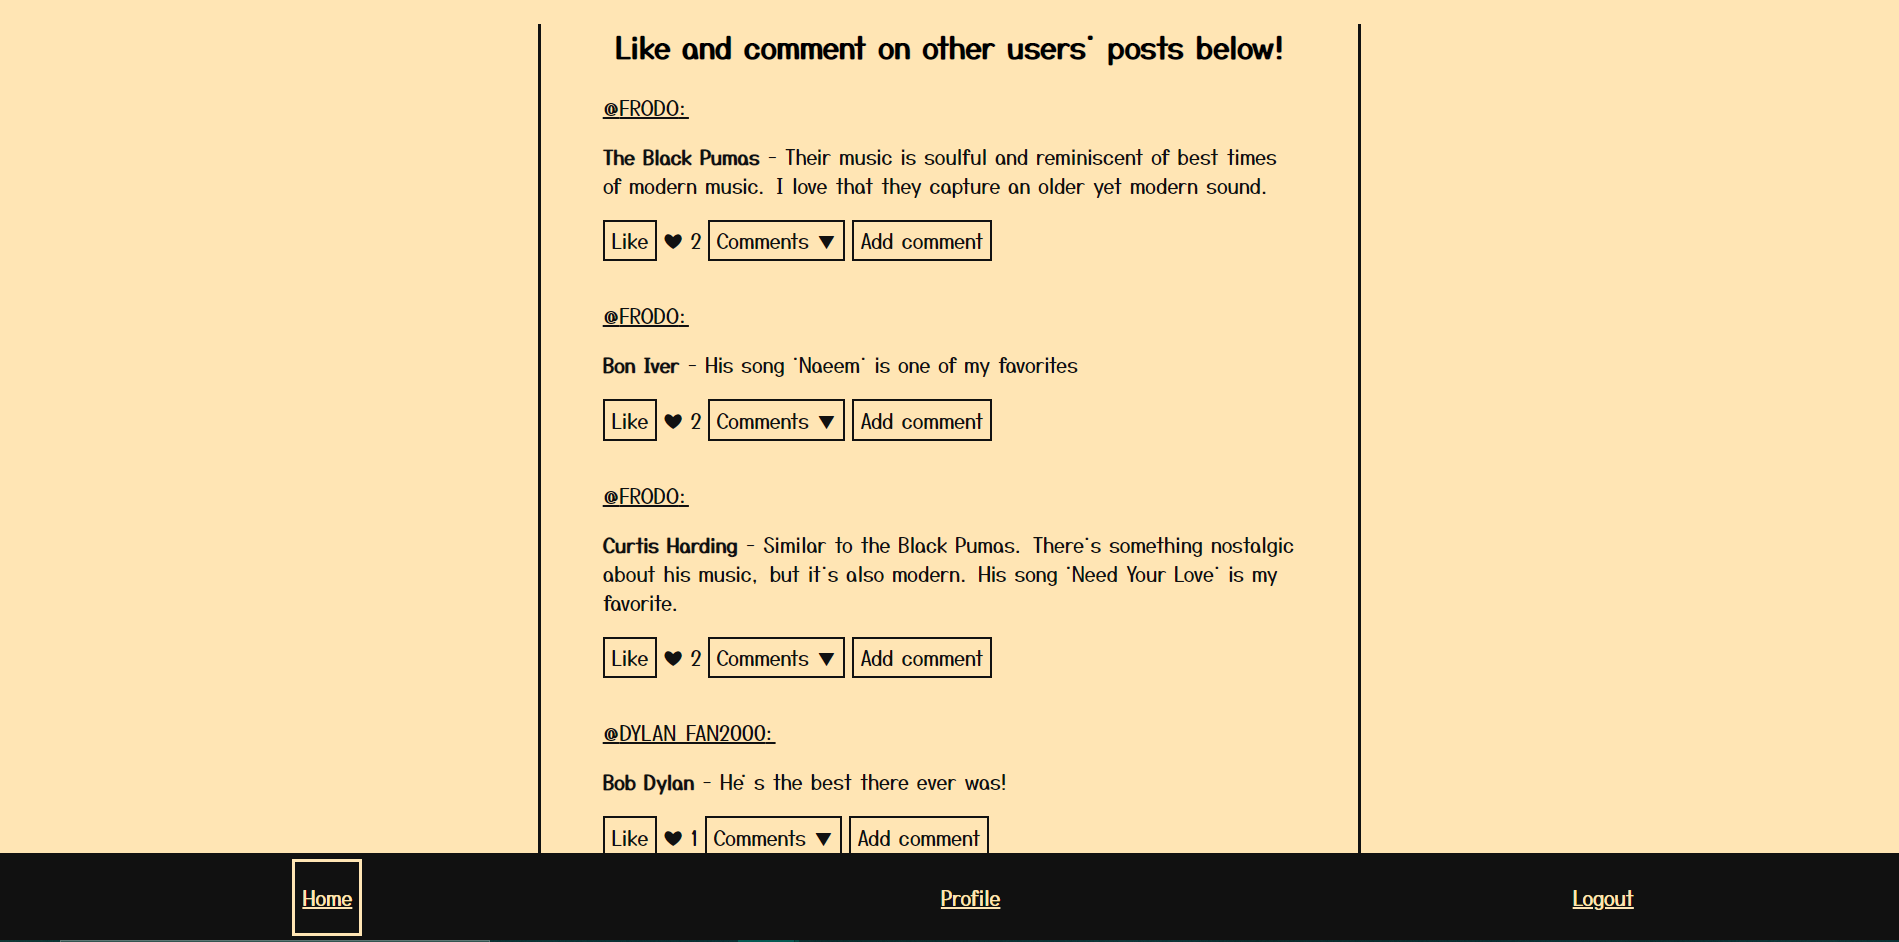 Like and comment on other users' posts below!
@FRODO:
The Black Pumas - Their music is soulful and reminiscent of best times
of modern music. I love that they capture an older yet modern sound.
Like ♥ 2 Comments ▼ Add comment
@FRODO:
Bon Iver - His song 'Naeem' is one of my favorites
Like ♥ 2 Comments ▼ Add comment
@FRODO:
Curtis Harding - Similar to the Black Pumas. There's something nostalgic
about his music, but it's also modern. His song 'Need Your Love' is my
favorite.
Like ♥ 2 Comments ▼ Add comment
@DYLAN_FAN2000:
Bob Dylan - He's the best there ever was!
Like ♥ 1 Comments ▼ Add comment
Home Profile Logout